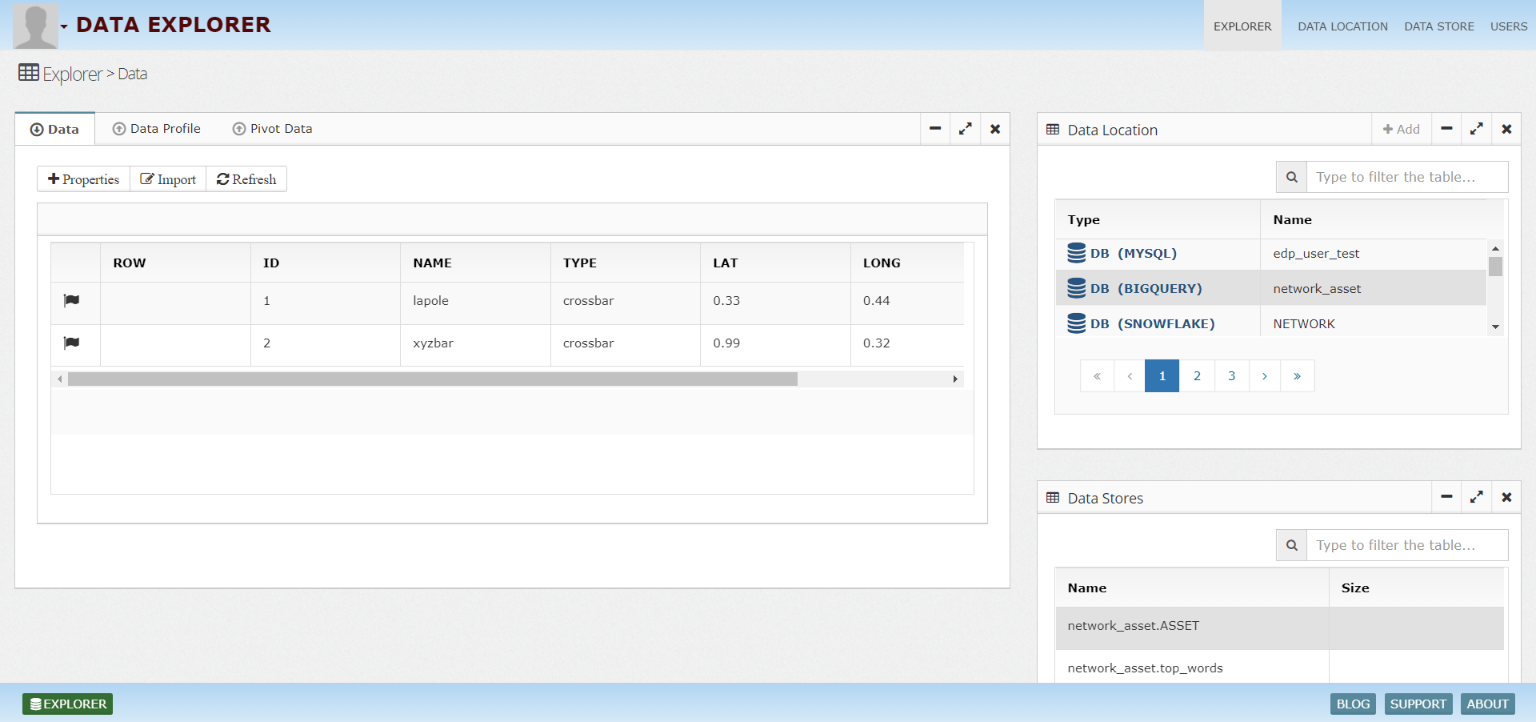 DATA EXPLORER
EXPLORER DATA LOCATION DATA STORE USERS
Explorer > Data
Data Data Profile Pivot Data
Properties Import Refresh
ROW ID NAME TYPE LAT LONG
1 lapole crossbar 0.33 0.44
2 xyzbar crossbar 0.99 0.32
Data Location Add
Type to filter the table...
Type Name
DB (MYSQL) edp_user_test
DB (BIGQUERY) network_asset
DB (SNOWFLAKE) NETWORK
« ‹ 1 2 3 › »
Data Stores
Type to filter the table...
Name Size
network_asset.ASSET
network_asset.top_words
EXPLORER BLOG SUPPORT ABOUT